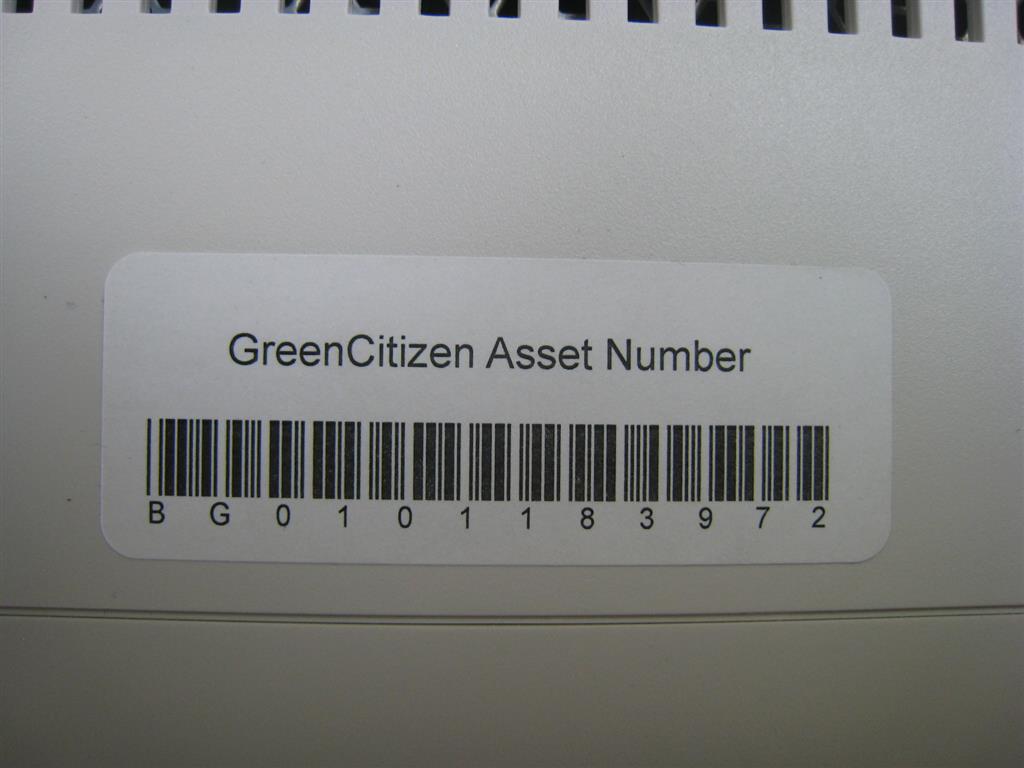 GreenCitizen Asset Number
B G 0 1 0 1 1 8 3 9 7 2